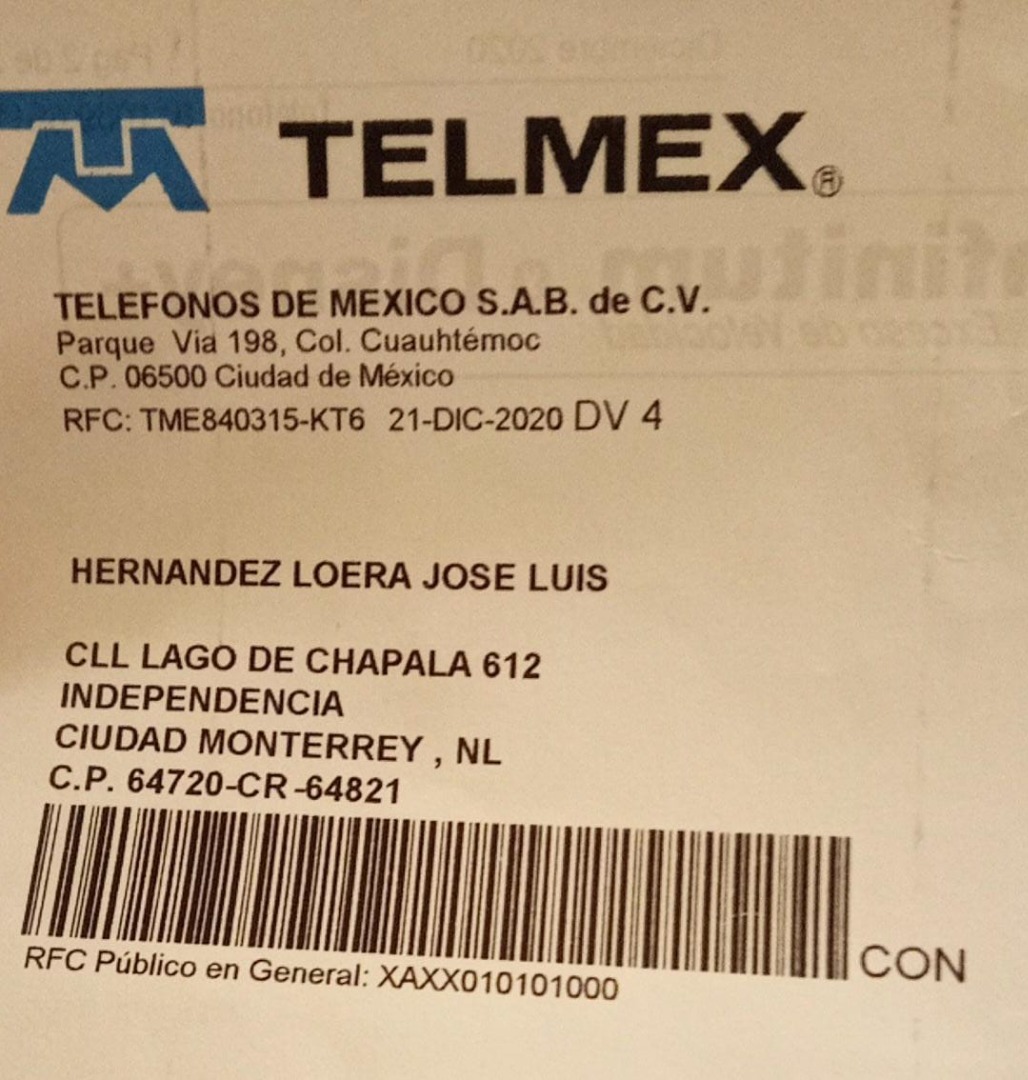 TELMEX®
TELEFONOS DE MEXICO S.A.B. de C.V.
Parque Via 198, Col. Cuauhtémoc
C.P. 06500 Ciudad de México
RFC: TME840315-KT6 21-DIC-2020 DV 4
HERNANDEZ LOERA JOSE LUIS
CLL LAGO DE CHAPALA 612
INDEPENDENCIA
CIUDAD MONTERREY , NL
C.P. 64720-CR-64821
CON
RFC Público en General: XAXX010101000